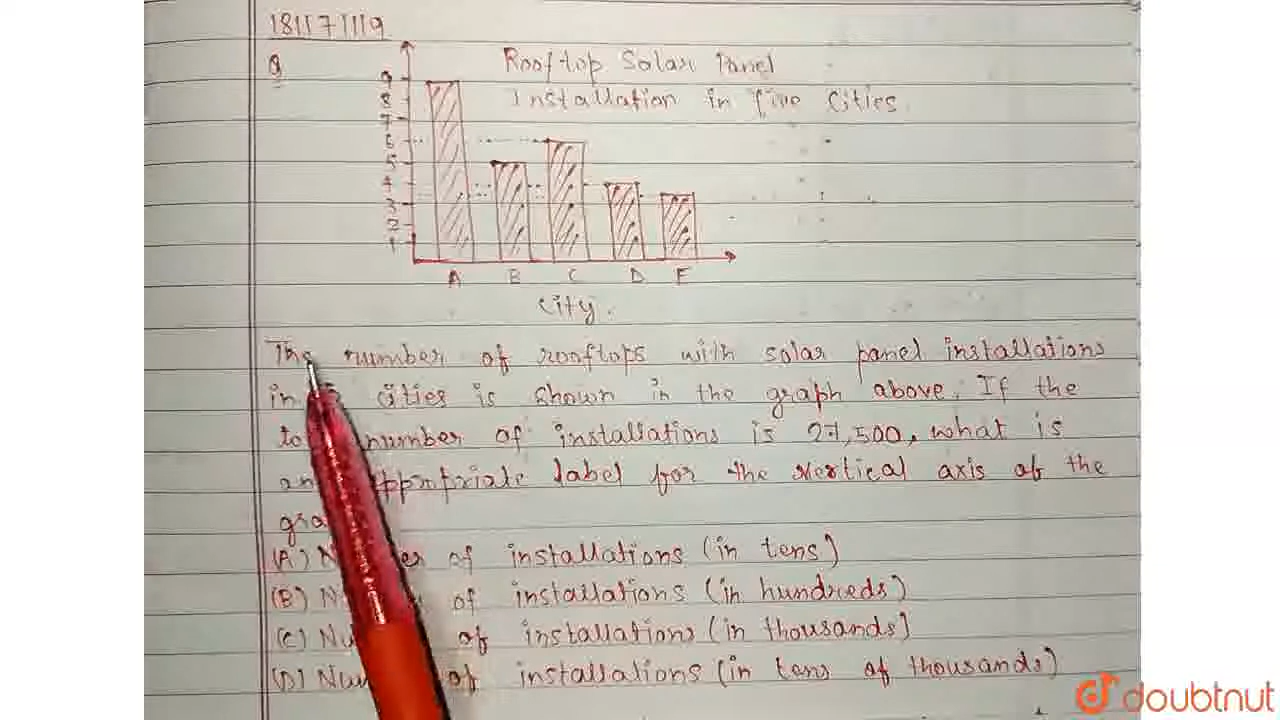 181171119
Q
Rooftop Solar Panel
Installation in five Cities.
9
8
7
6
5
4
3
2
1
A B C D E
City.
The number of rooftops with solar panel installations
in cities is shown in the graph above. If the
number of installations is 27,500, what is
an appropriate label for the vertical axis of the
(A) of installations (in tens)
(B) of installations (in hundreds)
(C) of installations (in thousands)
(D) of installations (in tens of thousands)
doubtnut